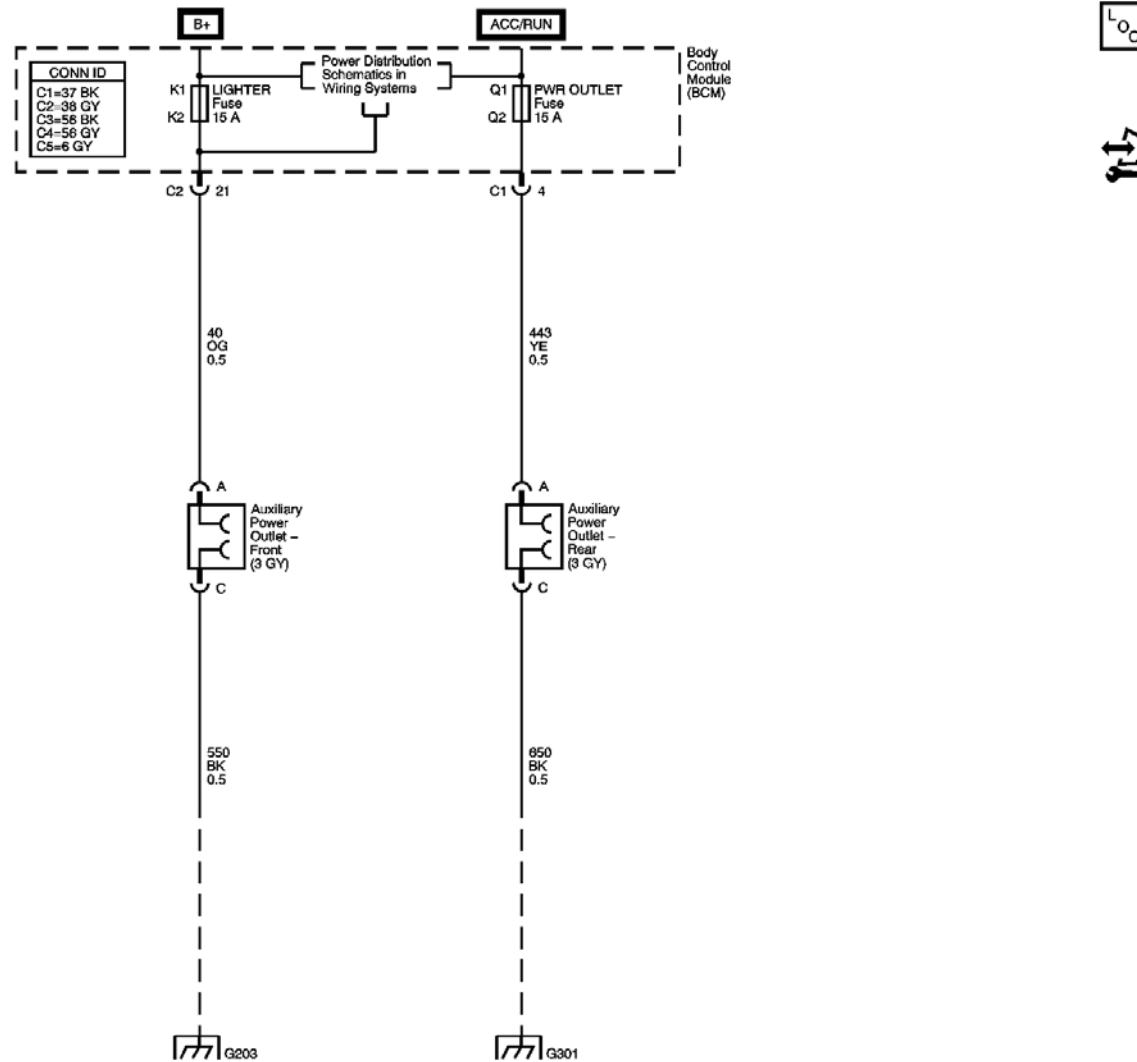 B+
ACC/RUN
LOC
Body
Control
Module
(BCM)
CONN ID
C1=37 BK
C2=38 GY
C3=58 BK
C4=58 GY
C5=6 GY
K1
K2
LIGHTER
Fuse
15 A
Power Distribution
Schematics in
Wiring Systems
Q1
Q2
PWR OUTLET
Fuse
15 A
C2 21
C1 4
40
OG
0.5
443
YE
0.5
A
Auxiliary
Power
Outlet –
Front
(3 GY)
C
A
Auxiliary
Power
Outlet –
Rear
(3 GY)
C
550
BK
0.5
650
BK
0.5
G203
G301